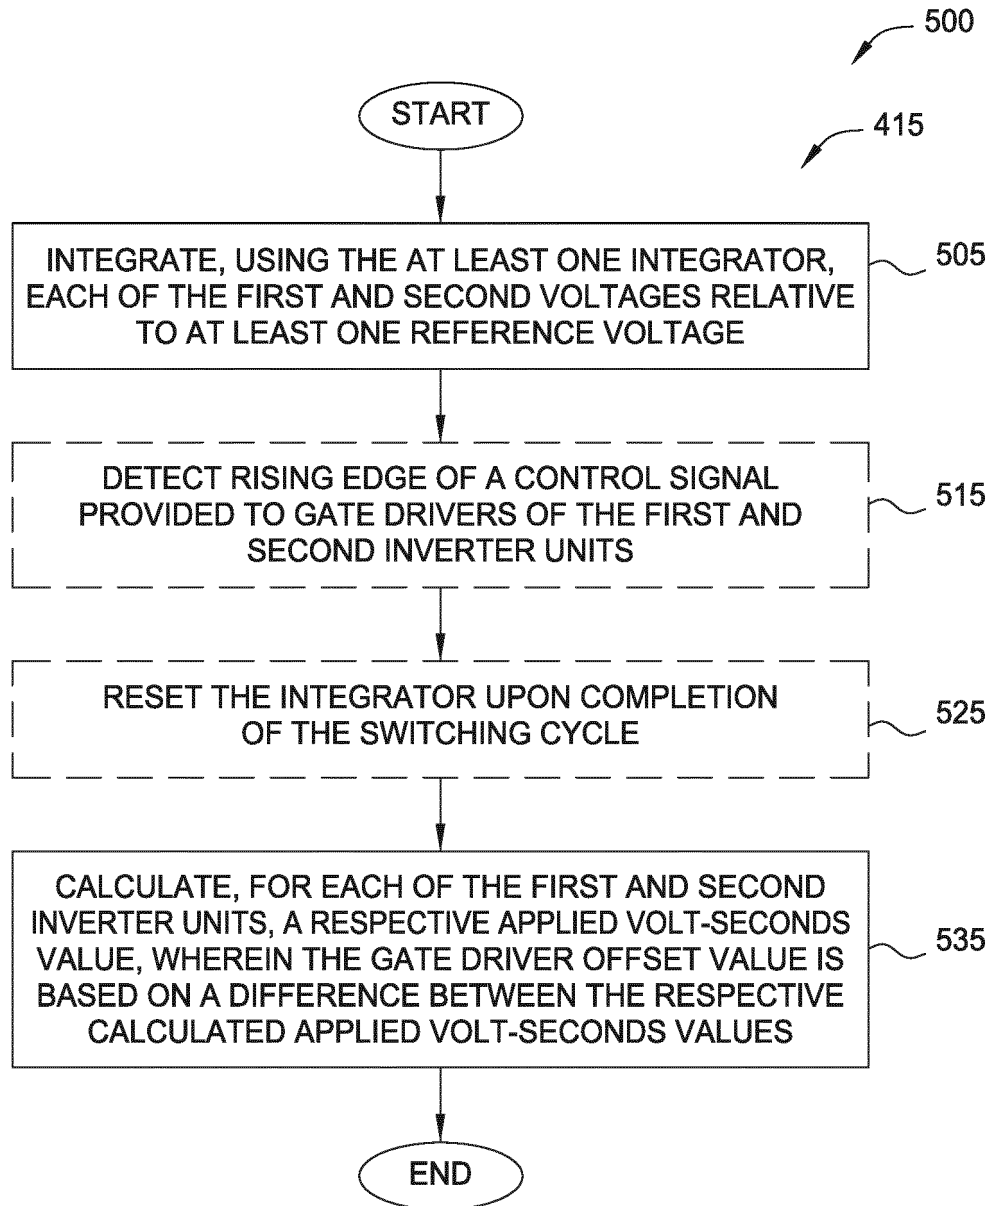 500
START
415
INTEGRATE, USING THE AT LEAST ONE INTEGRATOR,
EACH OF THE FIRST AND SECOND VOLTAGES RELATIVE
TO AT LEAST ONE REFERENCE VOLTAGE
505
DETECT RISING EDGE OF A CONTROL SIGNAL
PROVIDED TO GATE DRIVERS OF THE FIRST AND
SECOND INVERTER UNITS
515
RESET THE INTEGRATOR UPON COMPLETION
OF THE SWITCHING CYCLE
525
CALCULATE, FOR EACH OF THE FIRST AND SECOND
INVERTER UNITS, A RESPECTIVE APPLIED VOLT-SECONDS
VALUE, WHEREIN THE GATE DRIVER OFFSET VALUE IS
BASED ON A DIFFERENCE BETWEEN THE RESPECTIVE
CALCULATED APPLIED VOLT-SECONDS VALUES
535
END